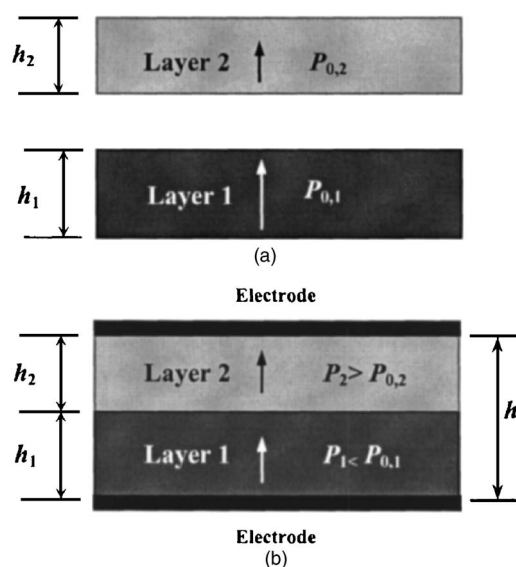 h₂
Layer 2 P₀,₂
h₁
Layer 1 P₀,₁
(a)
Electrode
h₂
Layer 2 P₂> P₀,₂
h
h₁
Layer 1 P₁< P₀,₁
Electrode
(b)